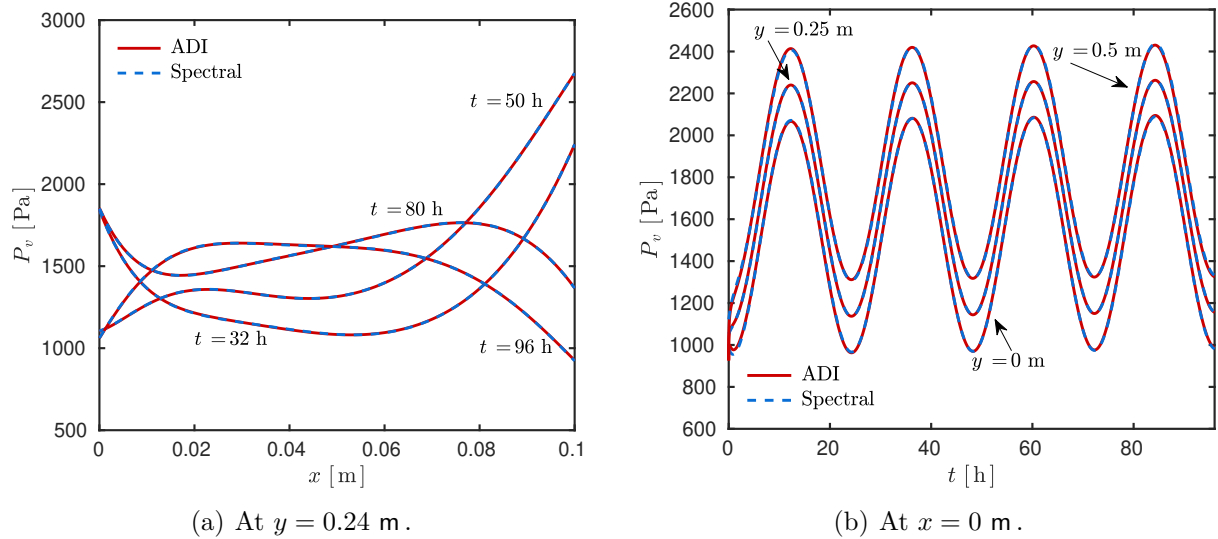 3000
2500
2000
1500
1000
500
0
0.02
0.04
0.06
0.08
0.1
P_v [Pa]
x [m]
ADI
Spectral
t = 50 h
t = 80 h
t = 32 h
t = 96 h
(a) At y = 0.24 m.
2600
2400
2200
2000
1800
1600
1400
1200
1000
800
600
0
20
40
60
80
P_v [Pa]
t [h]
y = 0.25 m
y = 0.5 m
y = 0 m
ADI
Spectral
(b) At x = 0 m.